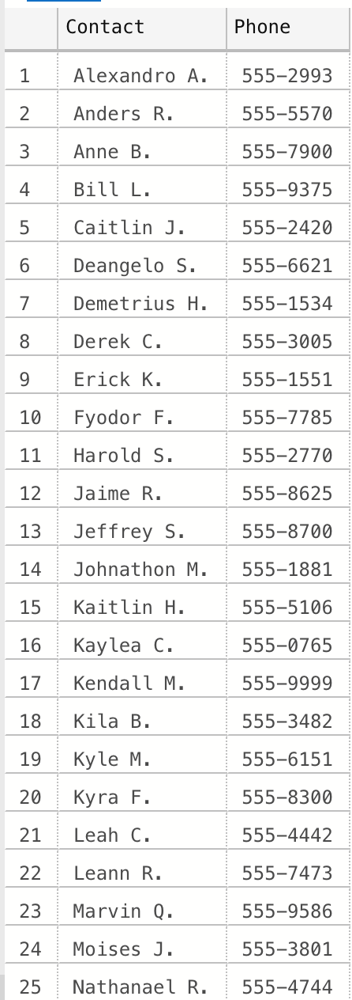 Contact Phone
1 Alexandro A. 555-2993
2 Anders R. 555-5570
3 Anne B. 555-7900
4 Bill L. 555-9375
5 Caitlin J. 555-2420
6 Deangelo S. 555-6621
7 Demetrius H. 555-1534
8 Derek C. 555-3005
9 Erick K. 555-1551
10 Fyodor F. 555-7785
11 Harold S. 555-2770
12 Jaime R. 555-8625
13 Jeffrey S. 555-8700
14 Johnathon M. 555-1881
15 Kaitlin H. 555-5106
16 Kaylea C. 555-0765
17 Kendall M. 555-9999
18 Kila B. 555-3482
19 Kyle M. 555-6151
20 Kyra F. 555-8300
21 Leah C. 555-4442
22 Leann R. 555-7473
23 Marvin Q. 555-9586
24 Moises J. 555-3801
25 Nathanael R. 555-4744